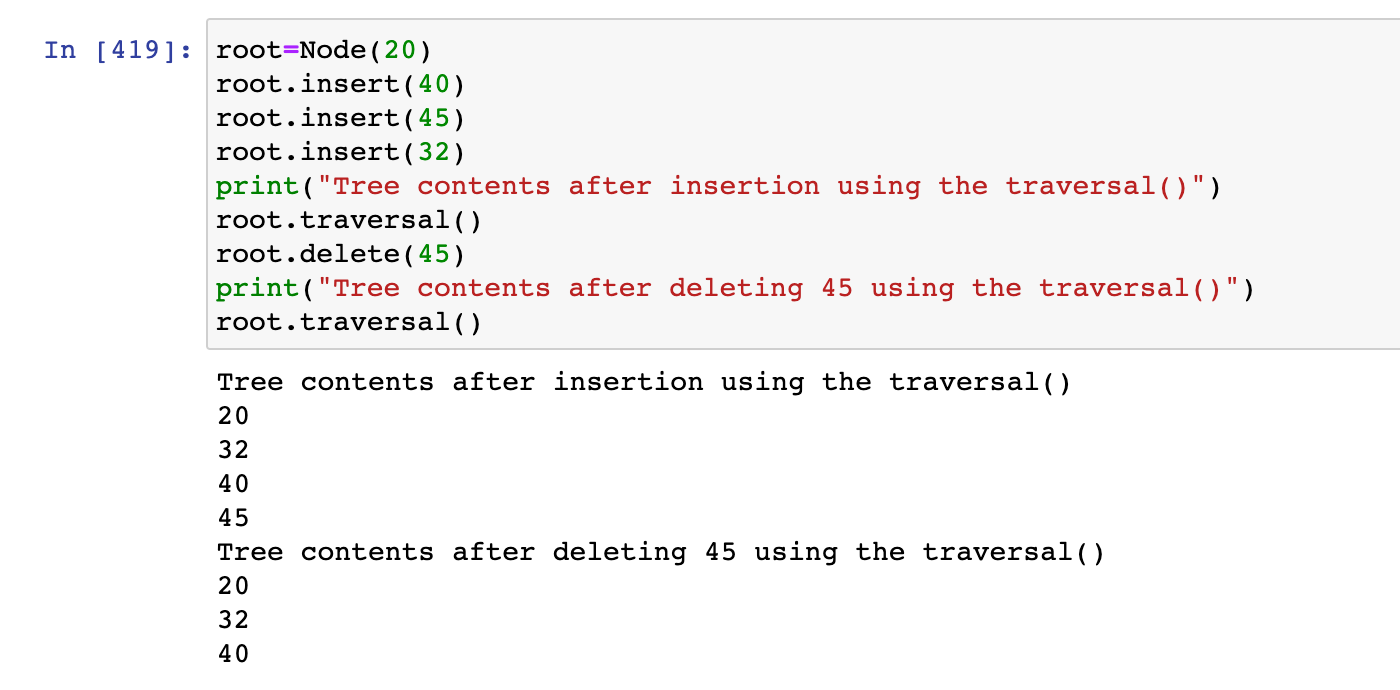 In [419]: root=Node(20)
root.insert(40)
root.insert(45)
root.insert(32)
print("Tree contents after insertion using the traversal()")
root.traversal()
root.delete(45)
print("Tree contents after deleting 45 using the traversal()")
root.traversal()
Tree contents after insertion using the traversal()
20
32
40
45
Tree contents after deleting 45 using the traversal()
20
32
40